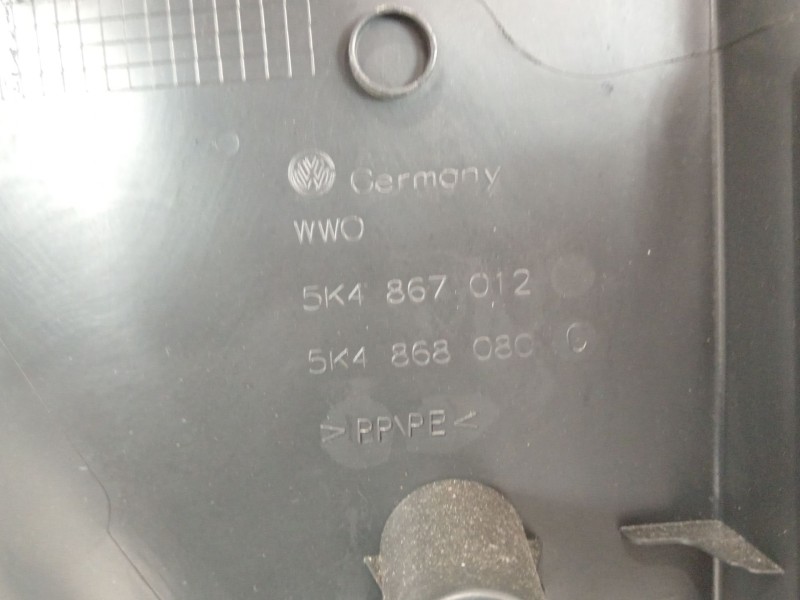 Germany
WWO
5K4 867 012
5K4 868 080 C
>PP\PE<